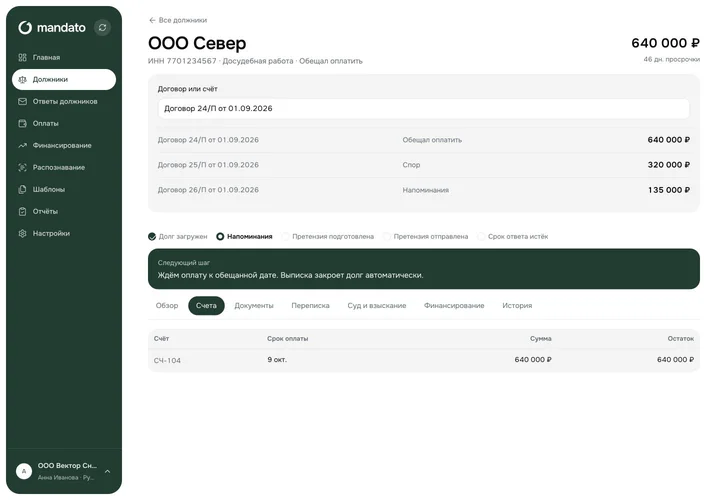 mandato
Главная
Должники
Ответы должников
Оплаты
Финансирование
Распознавание
Шаблоны
Отчёты
Настройки
А
ООО Вектор Сн...
Анна Иванова · Ру...
← Все должники
ООО Север
640 000 ₽
ИНН 7701234567 · Досудебная работа · Обещал оплатить
46 дн. просрочки
Договор или счёт
Договор 24/П от 01.09.2026
Договор 24/П от 01.09.2026 Обещал оплатить 640 000 ₽
Договор 25/П от 01.09.2026 Спор 320 000 ₽
Договор 26/П от 01.09.2026 Напоминания 135 000 ₽
Долг загружен Напоминания Претензия подготовлена Претензия отправлена Срок ответа истёк
Следующий шаг
Ждём оплату к обещанной дате. Выписка закроет долг автоматически.
Обзор Счета Документы Переписка Суд и взыскание Финансирование История
Счёт Срок оплаты Сумма Остаток
СЧ-104 9 окт. 640 000 ₽ 640 000 ₽